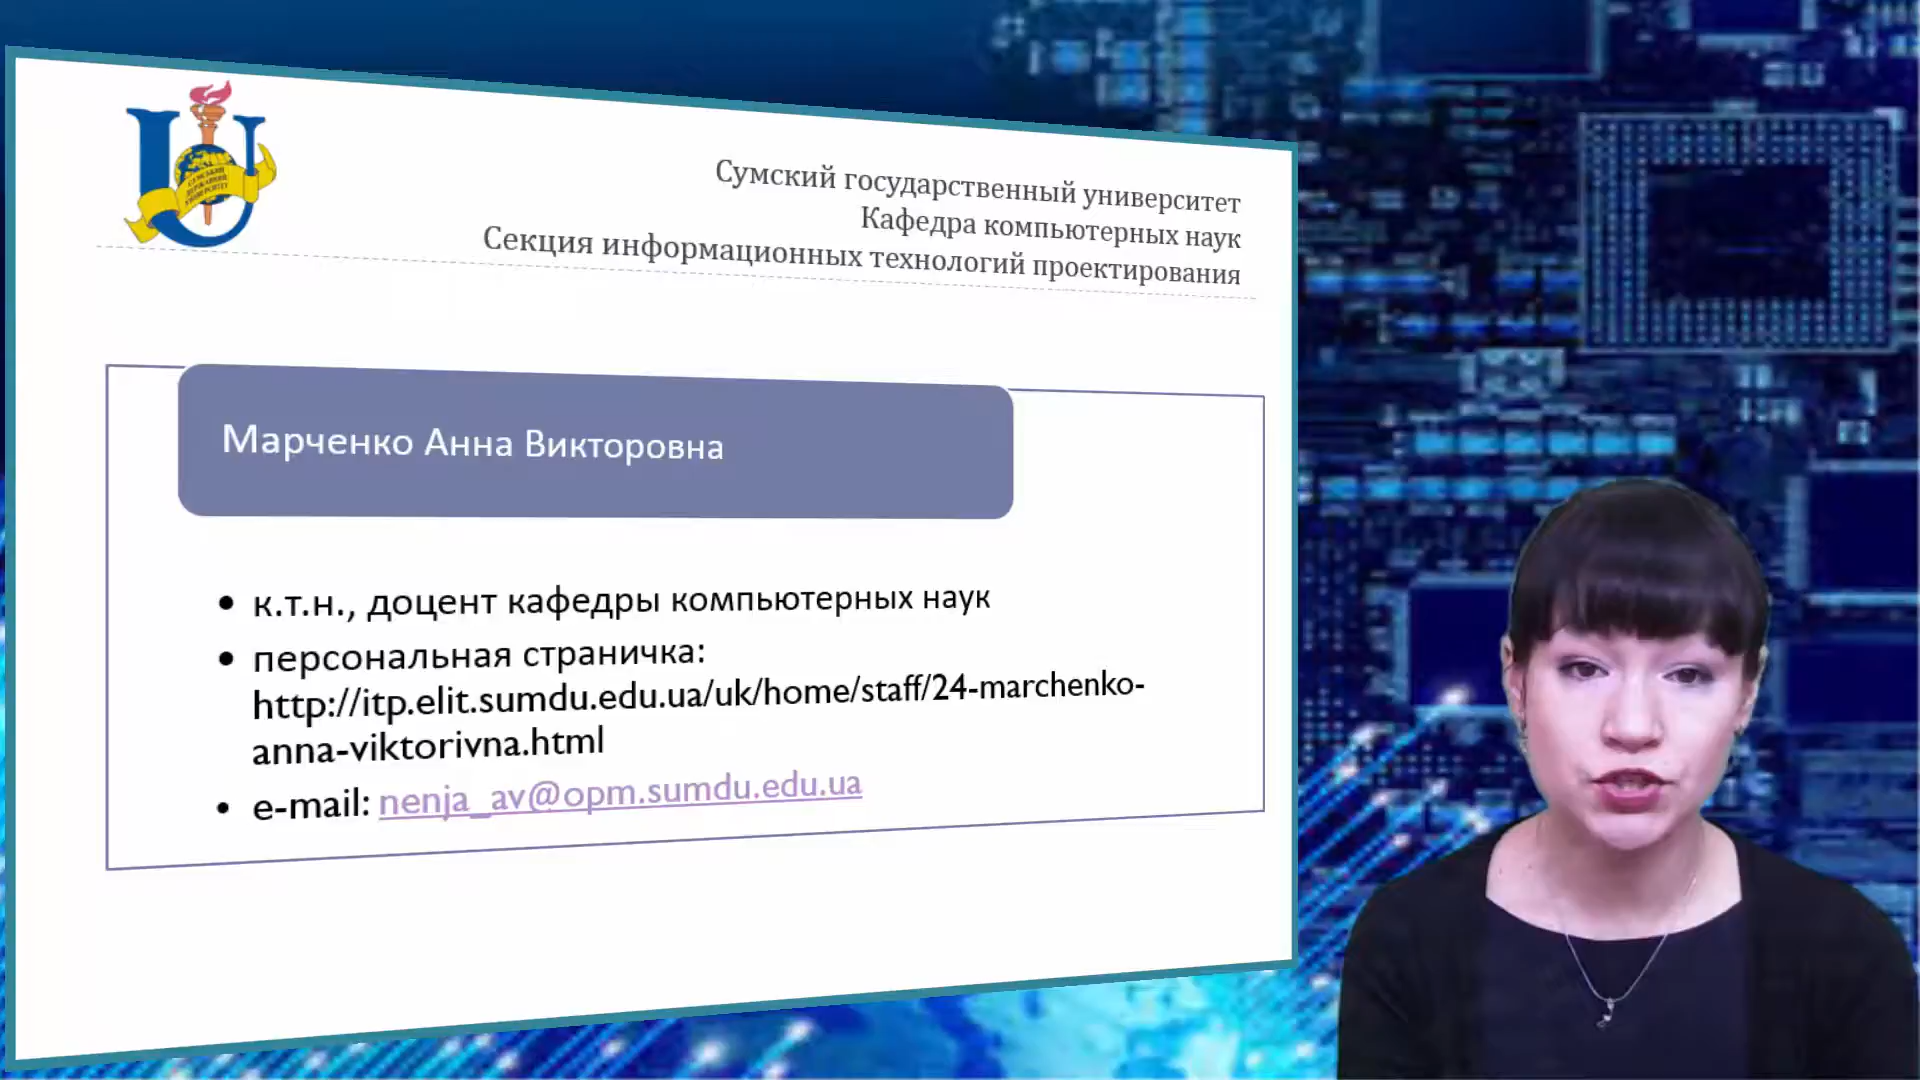 Сумский государственный университет
Кафедра компьютерных наук
Секция информационных технологий проектирования
Марченко Анна Викторовна
• к.т.н., доцент кафедры компьютерных наук
• персональная страничка:
http://itp.elit.sumdu.edu.ua/uk/home/staff/24-marchenko-
anna-viktorivna.html
• e-mail: nenja_av@opm.sumdu.edu.ua